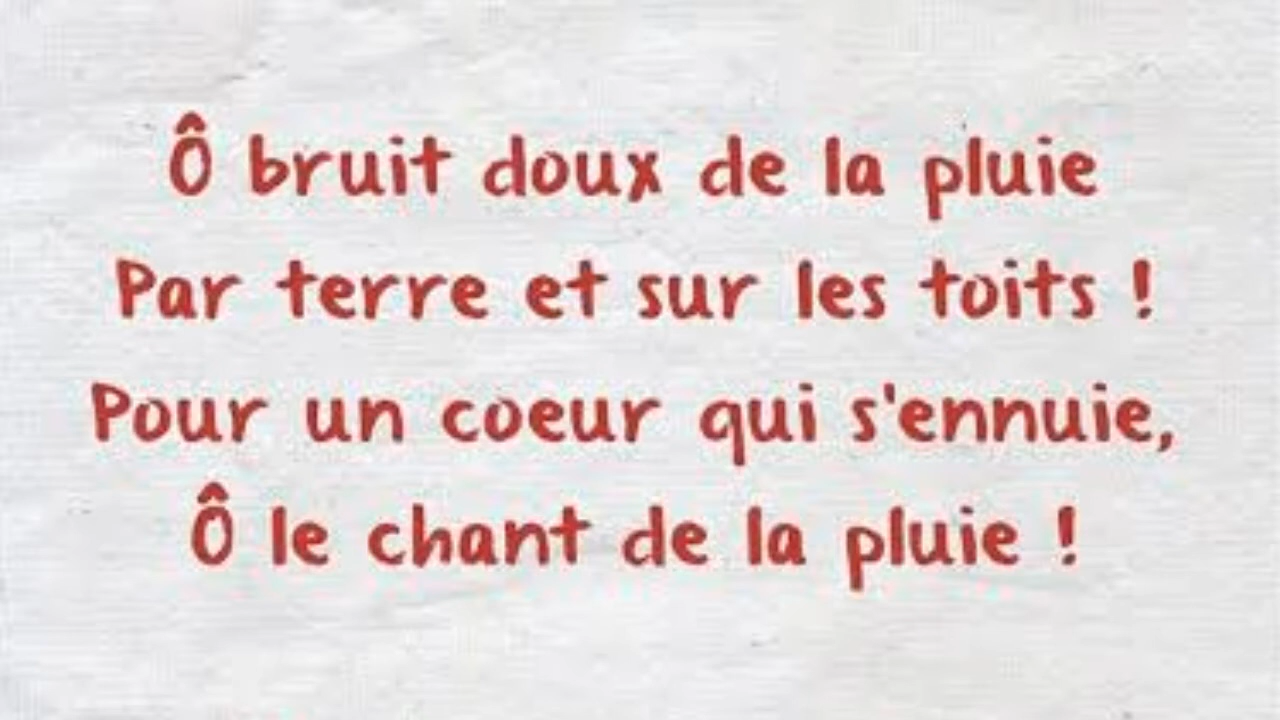 Ô bruit doux de la pluie
Par terre et sur les toits !
Pour un coeur qui s'ennuie,
Ô le chant de la pluie !